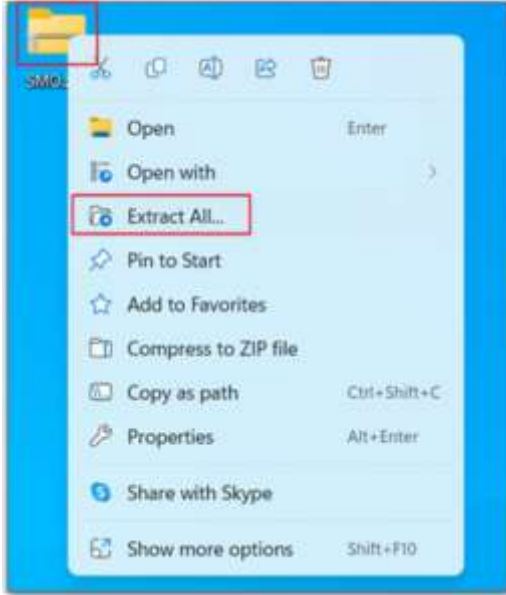 Open Enter
Open with
Extract All...
Pin to Start
Add to Favorites
Compress to ZIP file
Copy as path Ctrl+Shift+C
Properties Alt+Enter
Share with Skype
Show more options Shift+F10